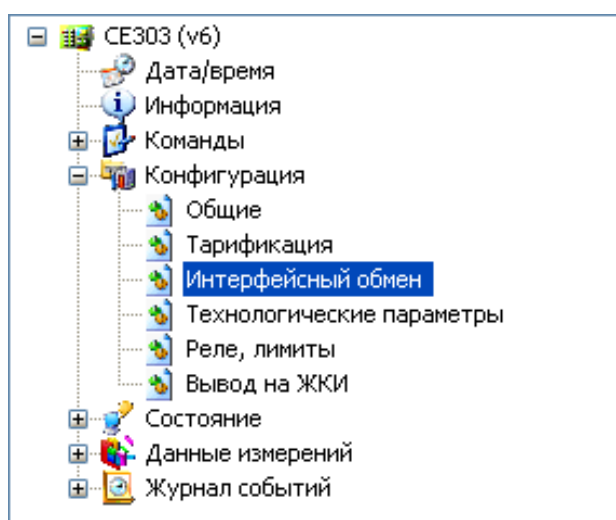 CE303 (v6)
Дата/время
Информация
Команды
Конфигурация
Общие
Тарификация
Интерфейсный обмен
Технологические параметры
Реле, лимиты
Вывод на ЖКИ
Состояние
Данные измерений
Журнал событий